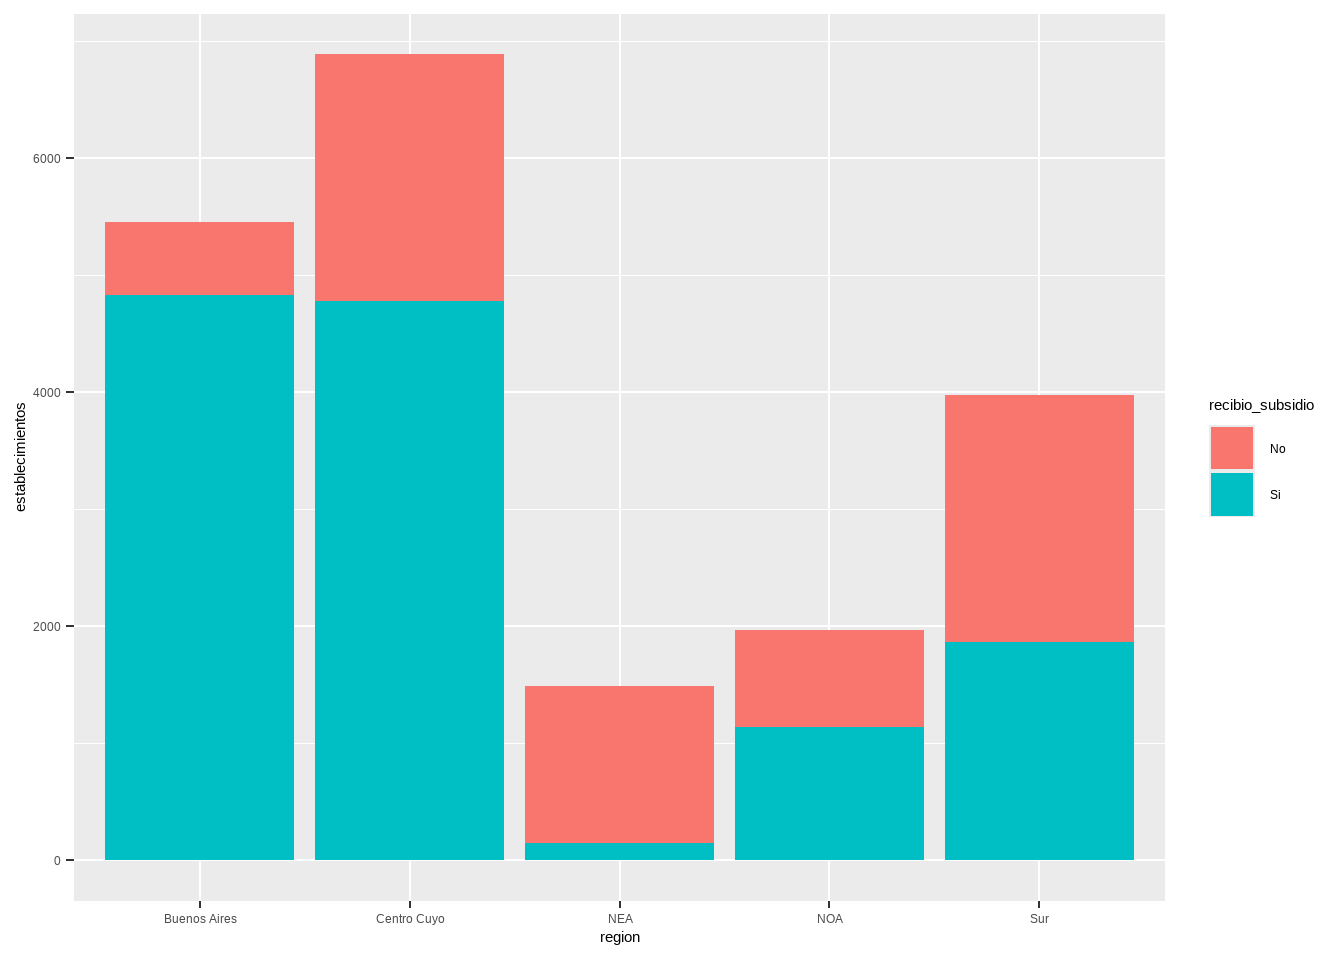 establecimientos
6000
4000
2000
0
Buenos Aires
Centro Cuyo
NEA
NOA
Sur
region
recibio_subsidio
No
Si